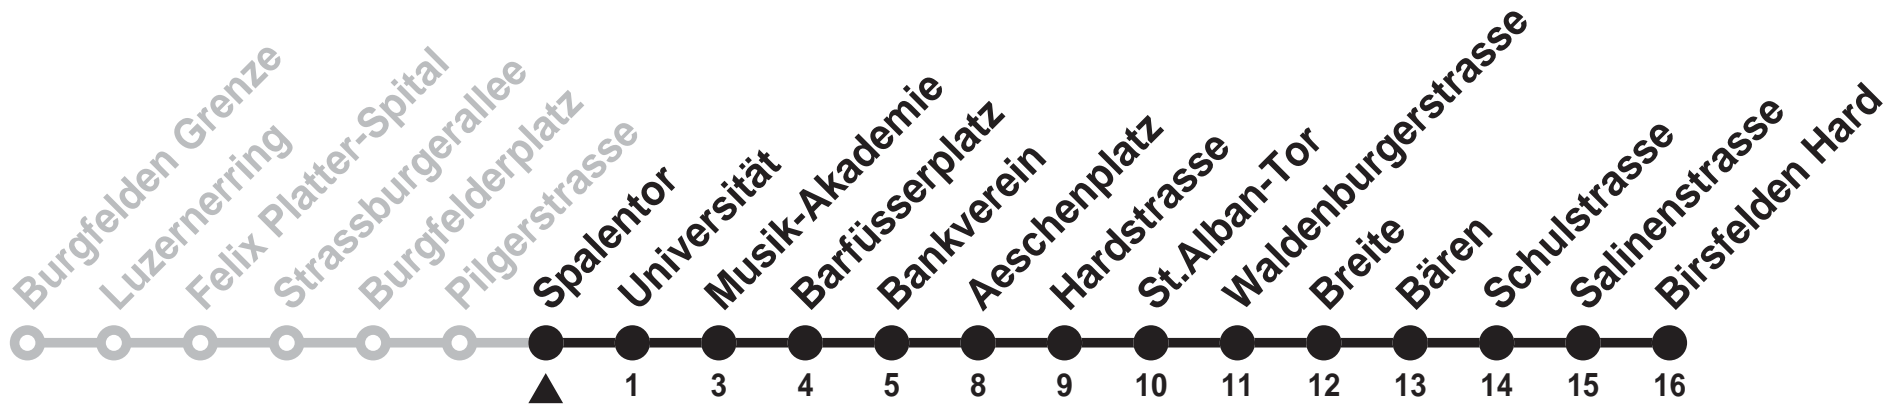 Burgfelden Grenze
Luzernerring
Felix Platter-Spital
Strassburgerallee
Burgfelderplatz
Pilgerstrasse
Spalentor
Universität
Musik-Akademie
Barfüsserplatz
Bankverein
Aeschenplatz
Hardstrasse
St.Alban-Tor
Waldenburgerstrasse
Breite
Bären
Schulstrasse
Salinenstrasse
Birsfelden Hard
1 3 4 5 8 9 10 11 12 13 14 15 16